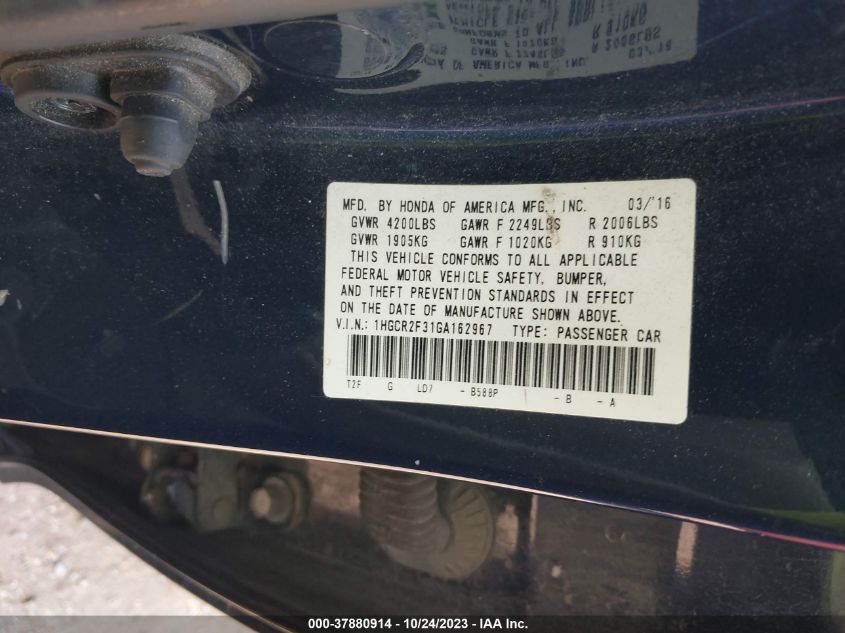 MFD. BY HONDA OF AMERICA MFG., INC. 03/'16
GVWR 4200LBS GAWR F 2249LBS R 2006LBS
GVWR 1905KG GAWR F 1020KG R 910KG
THIS VEHICLE CONFORMS TO ALL APPLICABLE
FEDERAL MOTOR VEHICLE SAFETY, BUMPER,
AND THEFT PREVENTION STANDARDS IN EFFECT
ON THE DATE OF MANUFACTURE SHOWN ABOVE.
V.I.N.: 1HGCR2F31GA162967 TYPE: PASSENGER CAR
T2F G LD7 - B588P - B - A
000-37880914 - 10/24/2023 - IAA Inc.